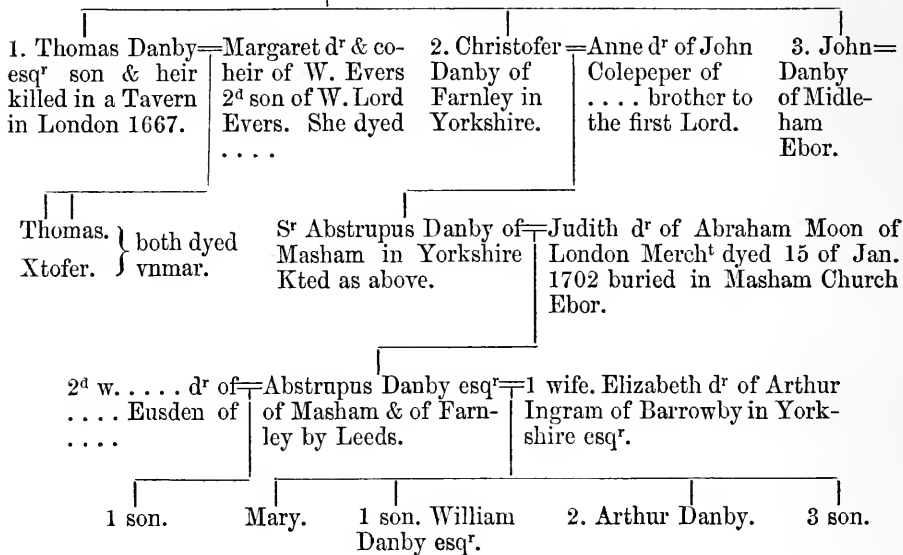 1. Thomas Danby
esqʳ son & heir
killed in a Tavern
in London 1667.
Margaret dʳ & co-
heir of W. Evers
2ᵈ son of W. Lord
Evers. She dyed
. . . .
2. Christofer
Danby of
Farnley in
Yorkshire.
Anne dʳ of John
Colepeper of
. . . . brother to
the first Lord.
3. John
Danby
of Midle-
ham
Ebor.
Thomas.
Xtofer.
both dyed
vnmar.
Sʳ Abstrupus Danby of
Masham in Yorkshire
Kted as above.
Judith dʳ of Abraham Moon of
London Merchᵗ dyed 15 of Jan.
1702 buried in Masham Church
Ebor.
2ᵈ w. . . . . dʳ of
. . . . Eusden of
. . . .
Abstrupus Danby esqʳ
of Masham & of Farn-
ley by Leeds.
1 wife. Elizabeth dʳ of Arthur
Ingram of Barrowby in York-
shire esqʳ.
1 son.
Mary.
1 son. William
Danby esqʳ.
2. Arthur Danby.
3 son.